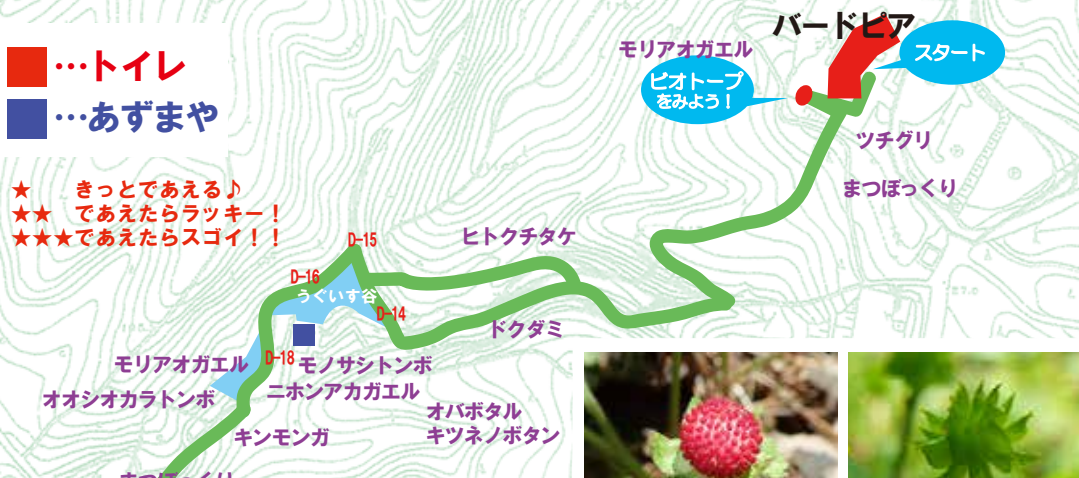 バードピア
スタート
モリアオガエル
ビオトープ
をみよう！
…トイレ
…あずまや
ツチグリ
まつぼっくり
★　　きっとであえる♪
★★　であえたらラッキー！
★★★であえたらスゴイ！！
ヒトクチタケ
D-15
D-16
うぐいす谷
D-14
ドクダミ
D-18
モリアオガエル
モノサシトンボ
ニホンアカガエル
オオシオカラトンボ
オバボタル
キツネノボタン
キンモンガ
まつぼっくり